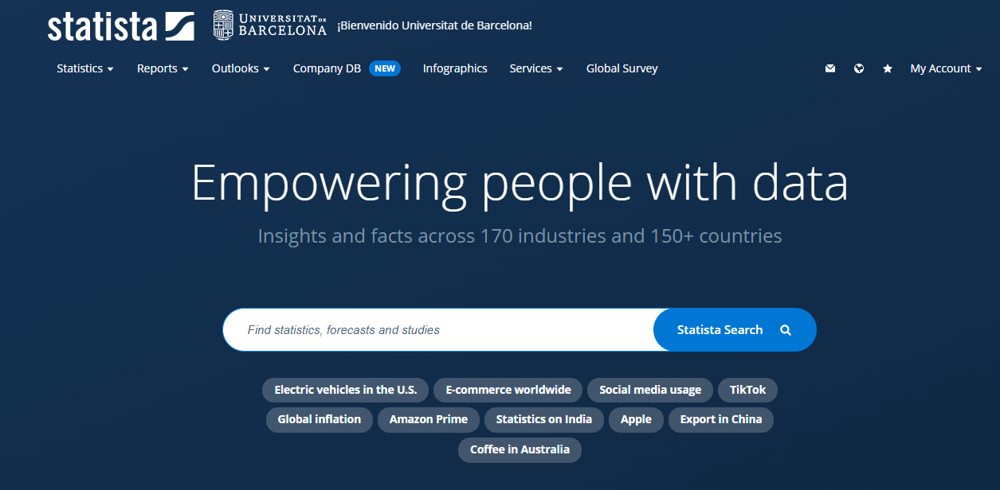 statista UNIVERSITAT DE BARCELONA ¡Bienvenido Universitat de Barcelona!
Statistics Reports Outlooks Company DB NEW Infographics Services Global Survey My Account
Empowering people with data
Insights and facts across 170 industries and 150+ countries
Find statistics, forecasts and studies Statista Search
Electric vehicles in the U.S. E-commerce worldwide Social media usage TikTok
Global inflation Amazon Prime Statistics on India Apple Export in China
Coffee in Australia